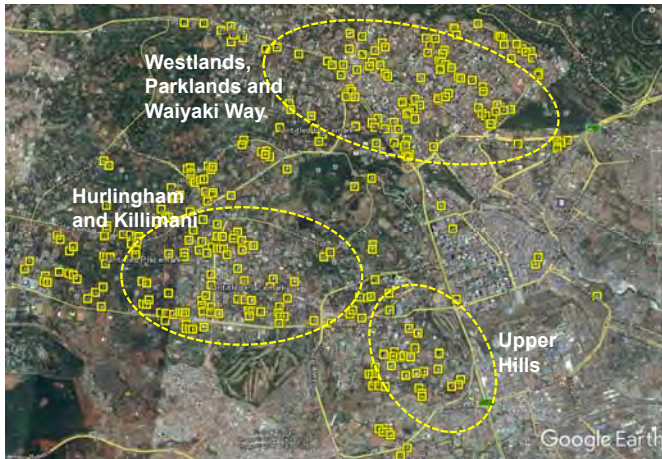 Westlands,
Parklands and
Waiyaki Way
Hurlingham
and Killimani
Upper
Hills
Google Earth